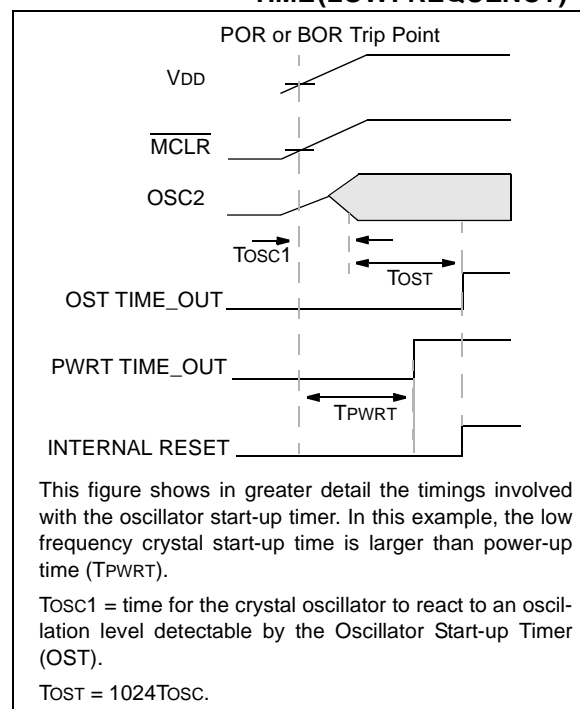 TIME (LOW FREQUENCY)
POR or BOR Trip Point
VDD
MCLR
OSC2
TOSC1
TOST
OST TIME_OUT
PWRT TIME_OUT
TPWRT
INTERNAL RESET
This figure shows in greater detail the timings involved
with the oscillator start-up timer. In this example, the low
frequency crystal start-up time is larger than power-up
time (TPWRT).
TOSC1 = time for the crystal oscillator to react to an oscil-
lation level detectable by the Oscillator Start-up Timer
(OST).
TOST = 1024TOSC.